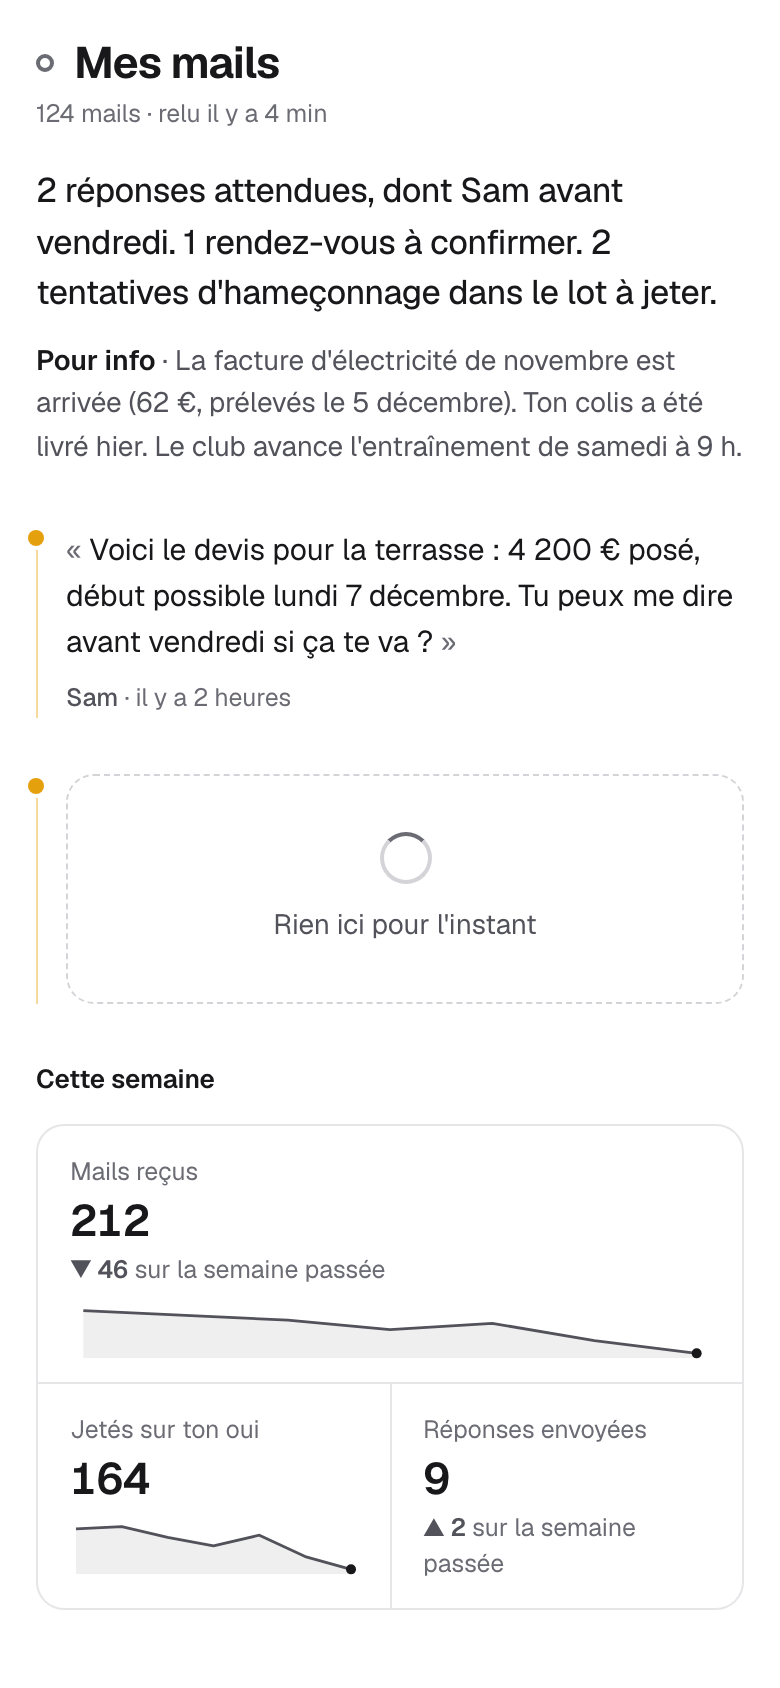 Mes mails
124 mails · relu il y a 4 min
2 réponses attendues, dont Sam avant
vendredi. 1 rendez-vous à confirmer. 2
tentatives d'hameçonnage dans le lot à jeter.
Pour info · La facture d'électricité de novembre est
arrivée (62 €, prélevés le 5 décembre). Ton colis a été
livré hier. Le club avance l'entraînement de samedi à 9 h.
« Voici le devis pour la terrasse : 4 200 € posé,
début possible lundi 7 décembre. Tu peux me dire
avant vendredi si ça te va ? »
Sam · il y a 2 heures
Rien ici pour l'instant
Cette semaine
Mails reçus
212
▼ 46 sur la semaine passée
Jetés sur ton oui
164
Réponses envoyées
9
▲ 2 sur la semaine
passée